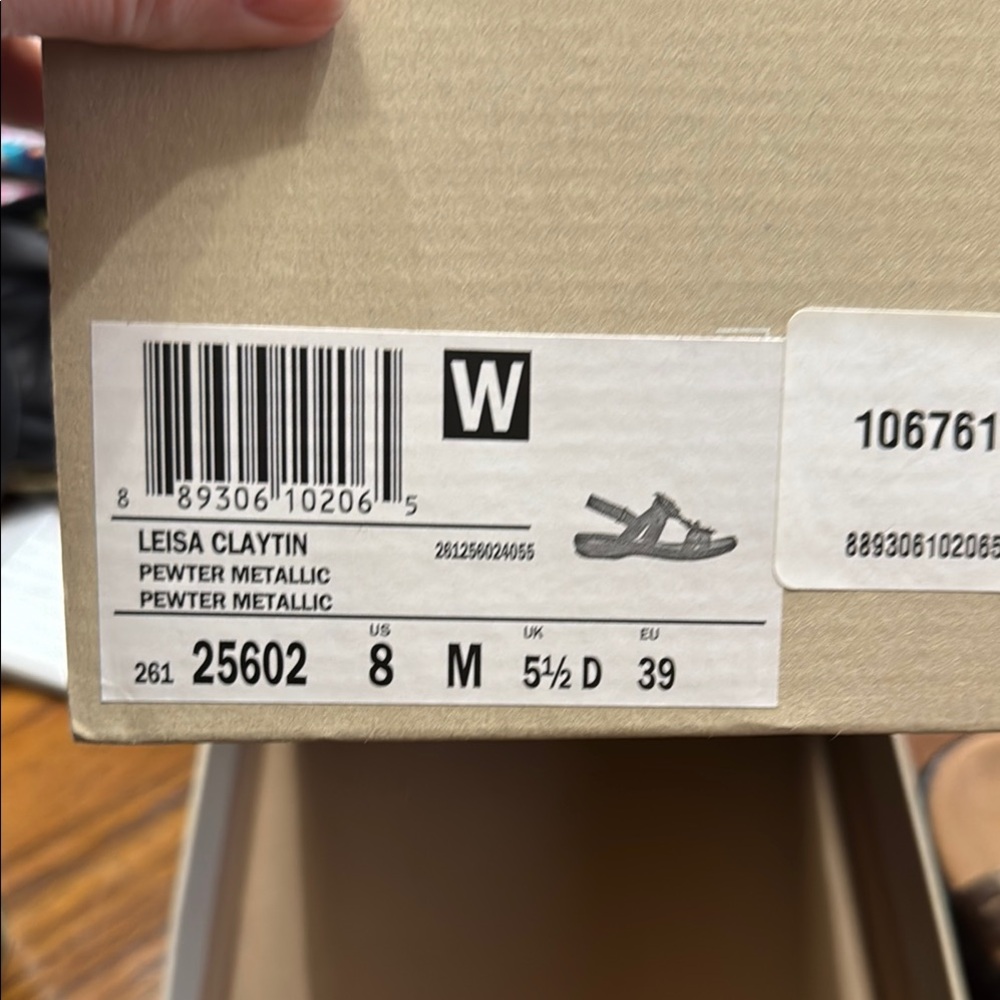 W
8 89306 10206 5
LEISA CLAYTIN
261256024055
PEWTER METALLIC
PEWTER METALLIC
US UK EU
261 25602 8 M 5½ D 39
106761
889306102065